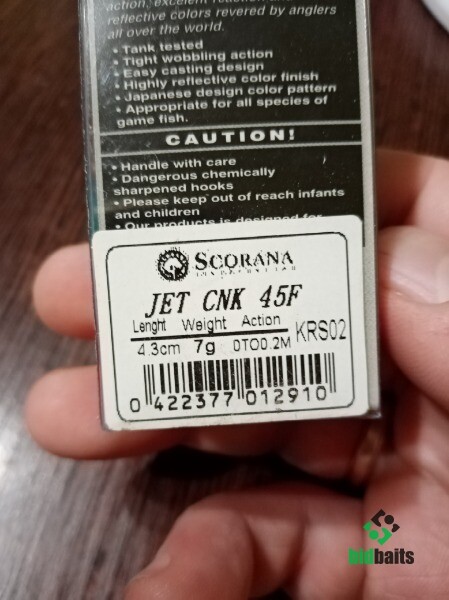 action, excellent
reflective colors revered by anglers
all over the world.
• Tank tested
• Tight wobbling action
• Easy casting design
• Highly reflective color finish
• Japanese design color pattern
• Appropriate for all species of
game fish.
CAUTION!
• Handle with care
• Dangerous chemically
sharpened hooks
• Please keep out of reach infants
and children
• Our products is designed for
SCORANA
JET CNK 45F
Lenght Weight Action
4.3cm 7g 0TO0.2M KRS02
0 422377 012910
bidbaits